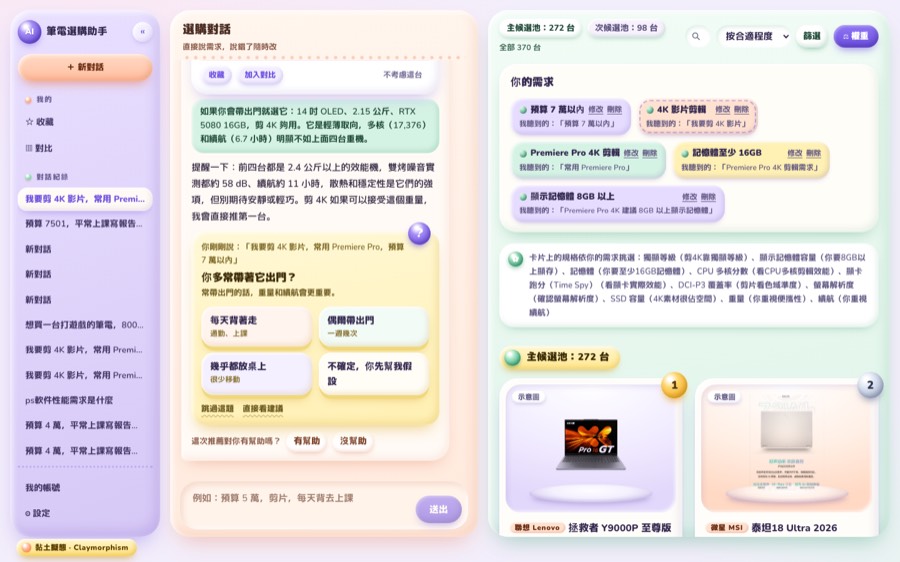 AI 筆電選購助手 «
+ 新對話
我的
☆ 收藏
對比
對話紀錄
我要剪 4K 影片，常用 Premi...
預算 7501，平常上課寫報告...
新對話
新對話
新對話
想買一台打遊戲的筆電，800...
我要剪 4K 影片，常用 Premi...
我要剪 4K 影片，常用 Premi...
ps軟件性能需求是什麼
預算 4 萬，平常上課寫報告...
預算 4 萬，平常上課寫報告...
我的帳號
設定
黏土擬態 · Claymorphism
選購對話
直接說需求，說錯了隨時改
收藏 加入對比 不考慮這台
如果你會帶出門就選它：14 吋 OLED、2.15 公斤、RTX
5080 16GB，剪 4K 夠用。它是輕薄取向，多核（17,376）
和續航（6.7 小時）明顯不如上面四台重機。
提醒一下：前四台都是 2.4 公斤以上的效能機，雙烤噪音實
測都約 58 dB、續航約 11 小時，散熱和穩定性是它們的強
項，但別期待安靜或輕巧。剪 4K 如果可以接受這個重量，
我會直接推第一台。
?
你剛剛說：「我要剪 4K 影片，常用 Premiere Pro，預算
7 萬以內」
你多常帶著它出門？
常帶出門的話，重量和續航會更重要。
每天背著走
通勤、上課
偶爾帶出門
一週幾次
幾乎都放桌上
很少移動
不確定，你先幫我假
設
跳過這題 直接看建議
這次推薦對你有幫助嗎？ 有幫助 沒幫助
例如：預算 5 萬，剪片，每天背去上課
送出
主候選池：272 台 次候選池：98 台
全部 370 台
按合適程度 篩選 權重
你的需求
預算 7 萬以內 修改 刪除
我聽到的：「預算 7 萬以內」
4K 影片剪輯 修改 刪除
我聽到的：「我要剪 4K 影片」
Premiere Pro 4K 剪輯 修改 刪除
我聽到的：「常用 Premiere Pro」
記憶體至少 16GB 修改 刪除
我聽到的：「Premiere Pro 4K剪輯需求」
顯示記憶體 8GB 以上 修改 刪除
我聽到的：「Premiere Pro 4K 建議 8GB 以上顯示記憶體」
卡片上的規格依你的需求挑選：獨顯等級（剪4K靠獨顯等級）、顯示記憶體容量（你要8GB以
上顯存）、記憶體（你要至少16GB記憶體）、CPU 多核分數（看CPU多核剪輯效能）、顯卡
跑分（Time Spy）（看顯卡實際效能）、DCI-P3 覆蓋率（剪片看色域準度）、螢幕解析度
（確認螢幕解析度）、SSD 容量（4K素材很佔空間）、重量（你重視便攜性）、續航（你重視
續航）
主候選池：272 台
示意圖
1
聯想 Lenovo 拯救者 Y9000P 至尊版
示意圖
2
微星 MSI 泰坦18 Ultra 2026